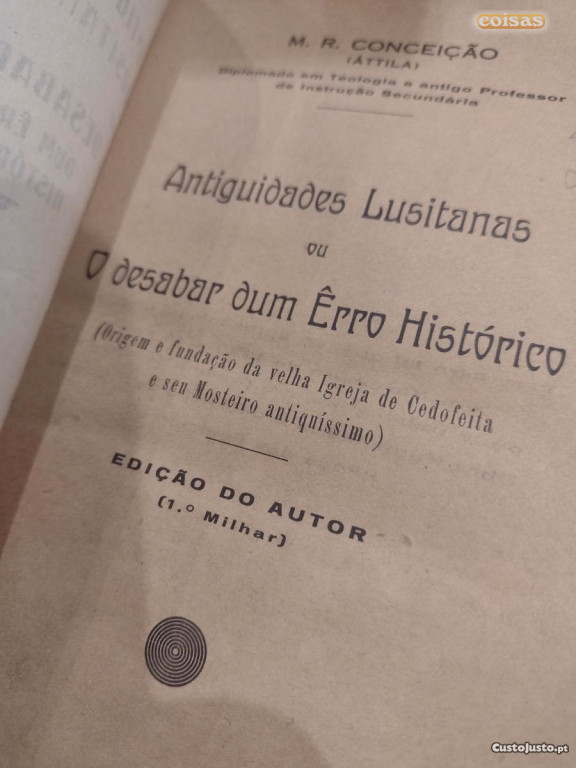 coisas
M. R. CONCEIÇÃO
(ÁTTILA)
Diplomado em Teologia e antigo Professor
de Instrução Secundária
Antiguidades Lusitanas
ou
O desabar dum Êrro Histórico
(Origem e fundação da velha Igreja de Cedofeita
e seu Mosteiro antiquíssimo)
EDIÇÃO DO AUTOR
(1.º Milhar)
CustoJusto.pt